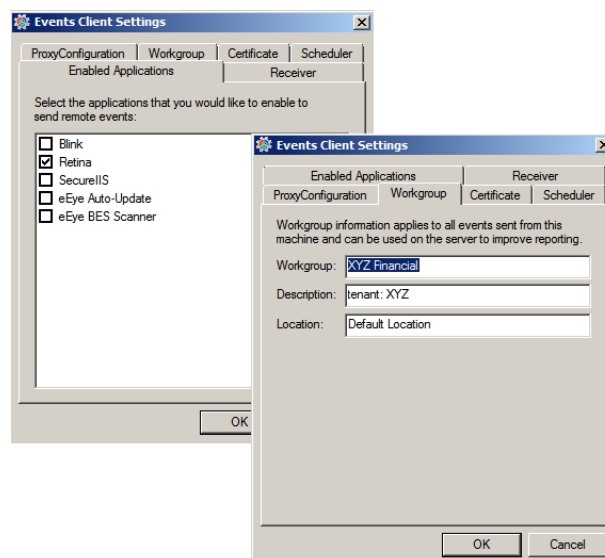 Events Client Settings
ProxyConfiguration Workgroup Certificate Scheduler
Enabled Applications Receiver
Select the applications that you would like to enable to
send remote events:
Blink
Retina
SecureIIS
eEye Auto-Update
eEye BES Scanner
OK
Events Client Settings
Enabled Applications Receiver
ProxyConfiguration Workgroup Certificate Scheduler
Workgroup information applies to all events sent from this
machine and can be used on the server to improve reporting.
Workgroup: XYZ Financial
Description: tenant: XYZ
Location: Default Location
OK Cancel